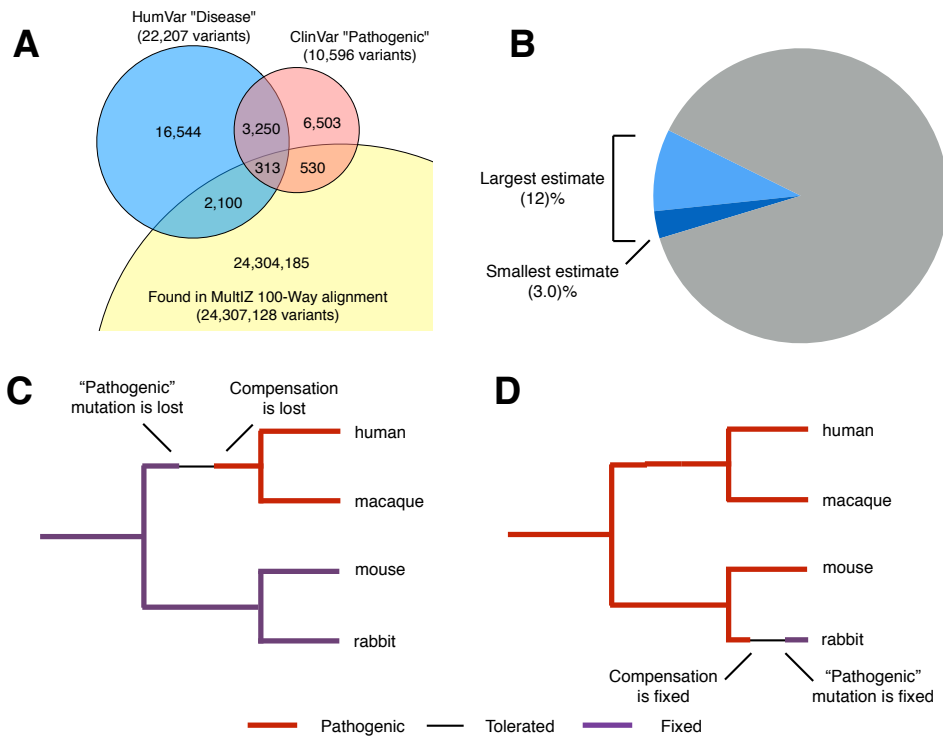 A
HumVar "Disease"
(22,207 variants)
ClinVar "Pathogenic"
(10,596 variants)
16,544
3,250
6,503
313
530
2,100
24,304,185
Found in MultIZ 100-Way alignment
(24,307,128 variants)
B
Largest estimate
(12)%
Smallest estimate
(3.0)%
C
“Pathogenic”
mutation is lost
Compensation
is lost
human
macaque
mouse
rabbit
D
human
macaque
mouse
rabbit
Compensation
is fixed
“Pathogenic”
mutation is fixed
Pathogenic
Tolerated
Fixed